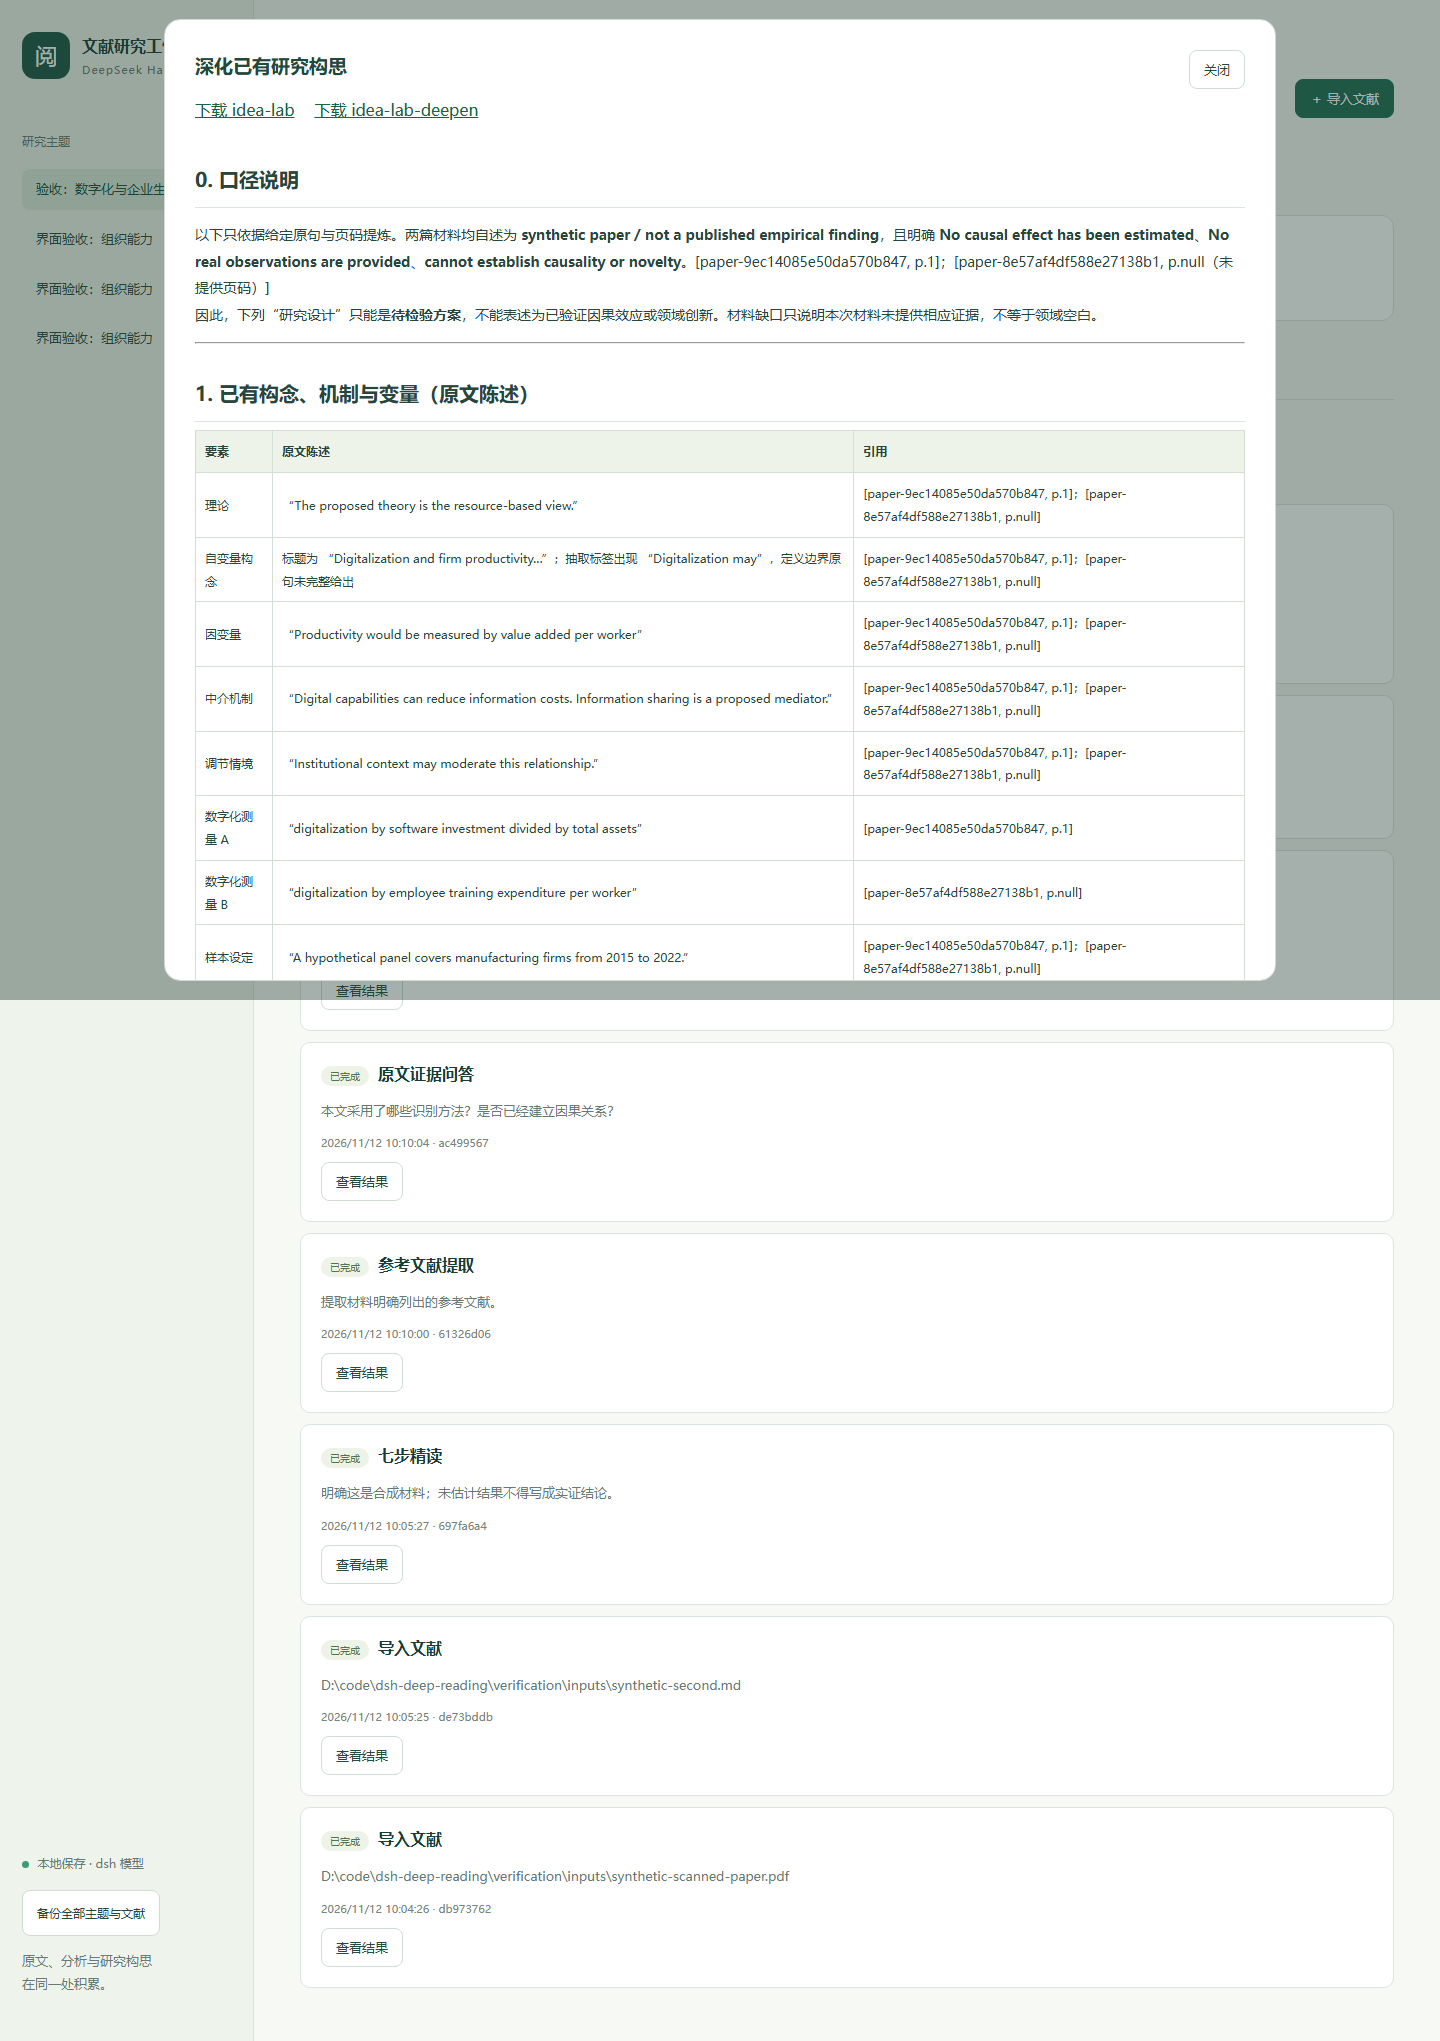 阅
文献研究工
DeepSeek Ha
研究主题
验收：数字化与企业生
界面验收：组织能力
界面验收：组织能力
界面验收：组织能力
+ 导入文献
深化已有研究构思
关闭
下载 idea-lab 下载 idea-lab-deepen
0. 口径说明
以下只依据给定原句与页码提炼。两篇材料均自述为 synthetic paper / not a published empirical finding，且明确 No causal effect has been estimated、No
real observations are provided、cannot establish causality or novelty。[paper-9ec14085e50da570b847, p.1]；[paper-8e57af4df588e27138b1, p.null（未
提供页码）]
因此，下列“研究设计”只能是待检验方案，不能表述为已验证因果效应或领域创新。材料缺口只说明本次材料未提供相应证据，不等于领域空白。
1. 已有构念、机制与变量（原文陈述）
要素 原文陈述 引用
理论 “The proposed theory is the resource-based view.” [paper-9ec14085e50da570b847, p.1]；[paper-
8e57af4df588e27138b1, p.null]
自变量构 标题为 “Digitalization and firm productivity…”；抽取标签出现 “Digitalization may”，定义边界原 [paper-9ec14085e50da570b847, p.1]；[paper-
念 句未完整给出 8e57af4df588e27138b1, p.null]
因变量 “Productivity would be measured by value added per worker” [paper-9ec14085e50da570b847, p.1]；[paper-
8e57af4df588e27138b1, p.null]
中介机制 “Digital capabilities can reduce information costs. Information sharing is a proposed mediator.” [paper-9ec14085e50da570b847, p.1]；[paper-
8e57af4df588e27138b1, p.null]
调节情境 “Institutional context may moderate this relationship.” [paper-9ec14085e50da570b847, p.1]；[paper-
8e57af4df588e27138b1, p.null]
数字化测
量 A “digitalization by software investment divided by total assets” [paper-9ec14085e50da570b847, p.1]
数字化测
量 B “digitalization by employee training expenditure per worker” [paper-8e57af4df588e27138b1, p.null]
样本设定 “A hypothetical panel covers manufacturing firms from 2015 to 2022.” [paper-9ec14085e50da570b847, p.1]；[paper-
8e57af4df588e27138b1, p.null]
查看结果
已完成 原文证据问答
本文采用了哪些识别方法？是否已经建立因果关系？
2026/11/12 10:10:04 · ac499567
查看结果
已完成 参考文献提取
提取材料明确列出的参考文献。
2026/11/12 10:10:00 · 61326d06
查看结果
已完成 七步精读
明确这是合成材料；未估计结果不得写成实证结论。
2026/11/12 10:05:27 · 697fa6a4
查看结果
已完成 导入文献
D:\code\dsh-deep-reading\verification\inputs\synthetic-second.md
2026/11/12 10:05:25 · de73bddb
查看结果
已完成 导入文献
D:\code\dsh-deep-reading\verification\inputs\synthetic-scanned-paper.pdf
2026/11/12 10:04:26 · db973762
查看结果
本地保存 · dsh 模型
备份全部主题与文献
原文、分析与研究构思
在同一处积累。